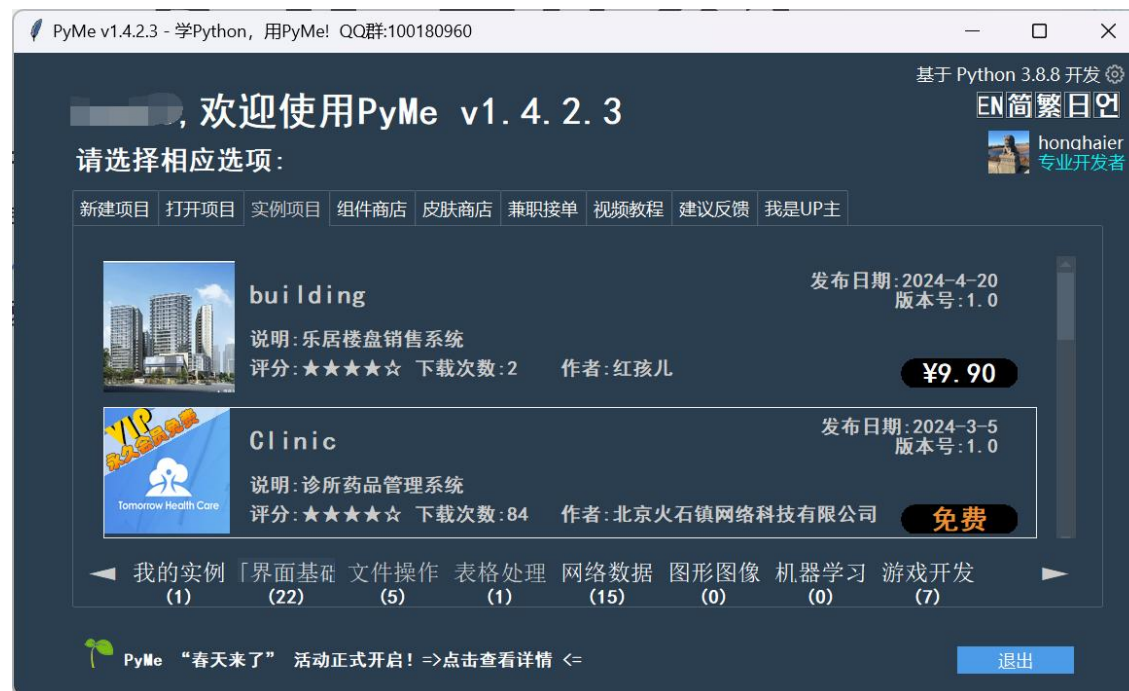 PyMe v1.4.2.3 - 学Python，用PyMe! QQ群:100180960
基于 Python 3.8.8 开发
, 欢迎使用PyMe v1.4.2.3
EN 简 繁 日 언
请选择相应选项:
honghaier
专业开发者
新建项目 打开项目 实例项目 组件商店 皮肤商店 兼职接单 视频教程 建议反馈 我是UP主
building
发布日期:2024-4-20
版本号:1.0
说明:乐居楼盘销售系统
评分:★★★★☆ 下载次数:2 作者:红孩儿
¥9.90
VIP
永久会员免费
Tomorrow Health Care
Clinic
发布日期:2024-3-5
版本号:1.0
说明:诊所药品管理系统
评分:★★★★☆ 下载次数:84 作者:北京火石镇网络科技有限公司
免费
我的实例 「界面基础 文件操作 表格处理 网络数据 图形图像 机器学习 游戏开发
(1) (22) (5) (1) (15) (0) (0) (7)
PyMe “春天来了” 活动正式开启! =>点击查看详情 <=
退出